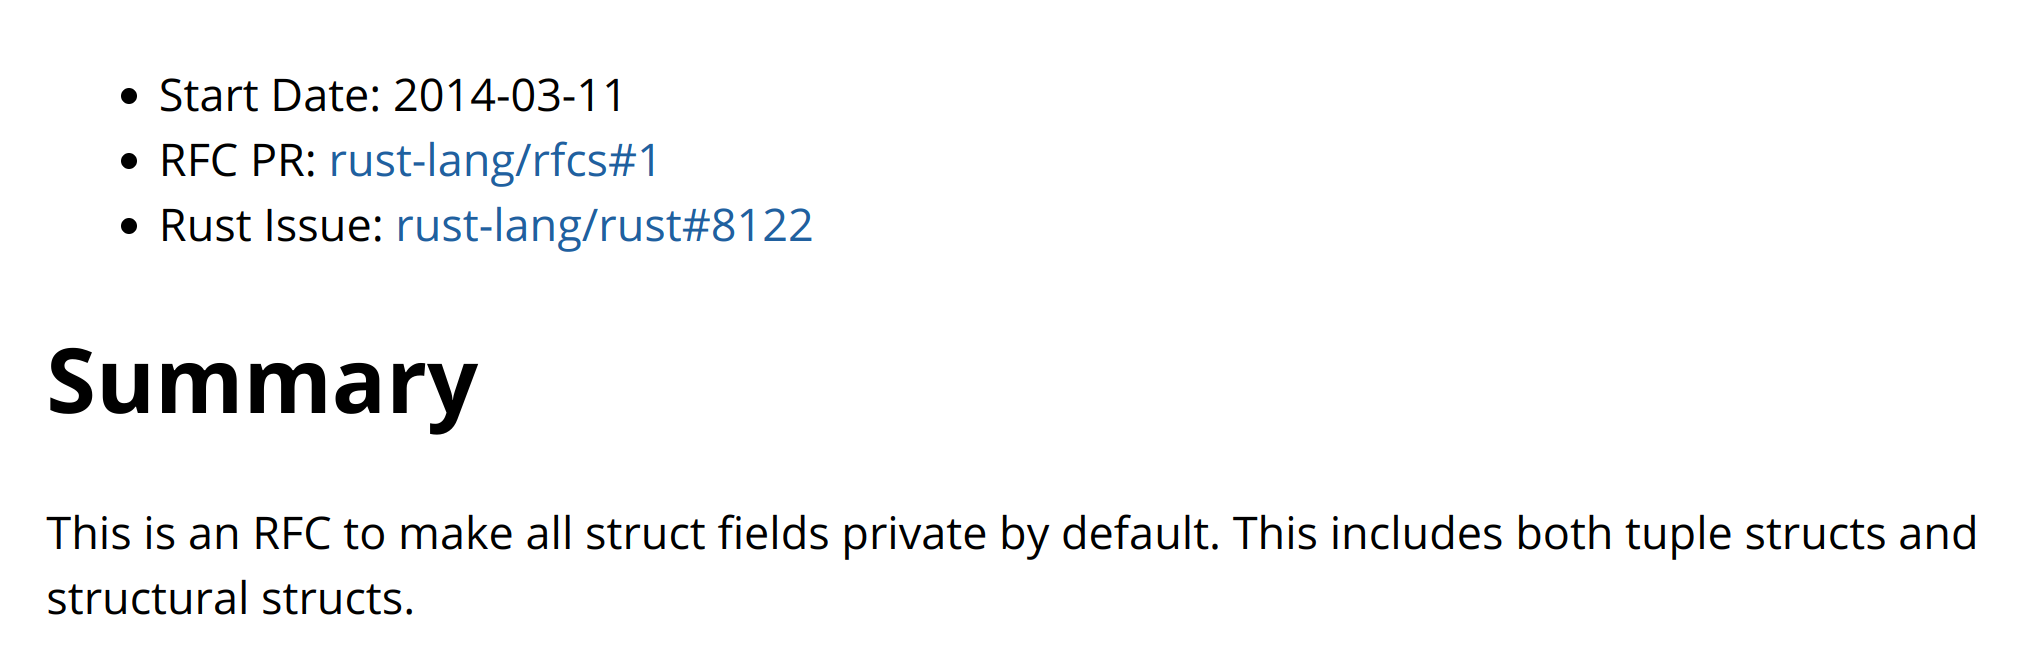 Start Date: 2014-03-11
RFC PR: rust-lang/rfcs#1
Rust Issue: rust-lang/rust#8122
Summary
This is an RFC to make all struct fields private by default. This includes both tuple structs and
structural structs.